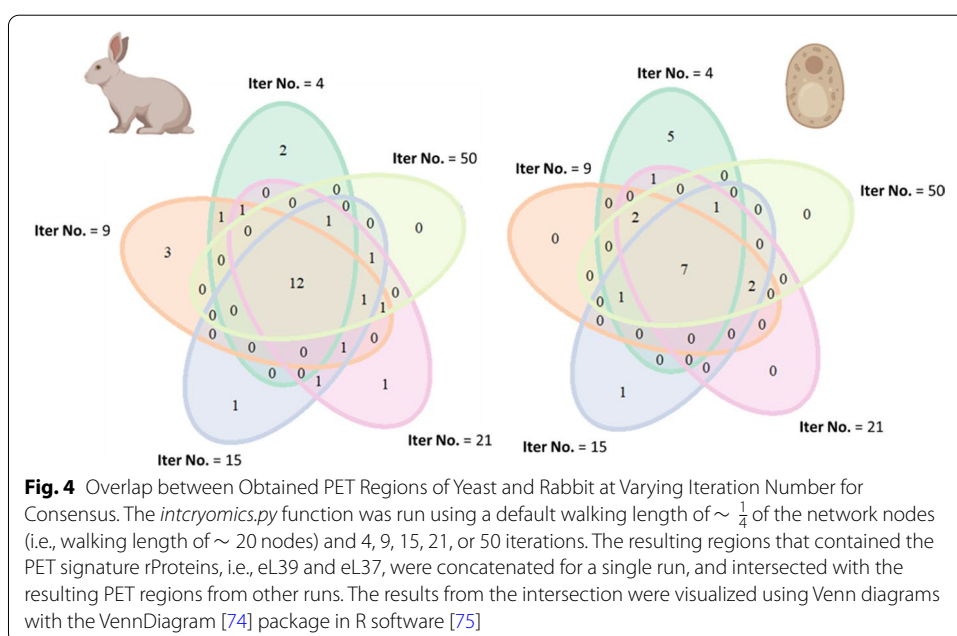 Iter No. = 4
2
Iter No. = 50
0 0
0
1 1 0 0 1 0 0
Iter No. = 9
3 0 0 1
0 12
0 0 1 1 0
0
0 0 1 0
0 0 1
1 1
Iter No. = 21
Iter No. = 15
Iter No. = 4
5
Iter No. = 9
1 0 0
Iter No. = 50
0 0 0
2 1 0 0
0 0 0
0 7 0
0 1 2 0
0 0 0 0
0 0 0
1 0
Iter No. = 21
Iter No. = 15
Fig. 4 Overlap between Obtained PET Regions of Yeast and Rabbit at Varying Iteration Number for
Consensus. The intcryomics.py function was run using a default walking length of ∼ 1/4 of the network nodes
(i.e., walking length of ∼ 20 nodes) and 4, 9, 15, 21, or 50 iterations. The resulting regions that contained the
PET signature rProteins, i.e., eL39 and eL37, were concatenated for a single run, and intersected with the
resulting PET regions from other runs. The results from the intersection were visualized using Venn diagrams
with the VennDiagram [74] package in R software [75]